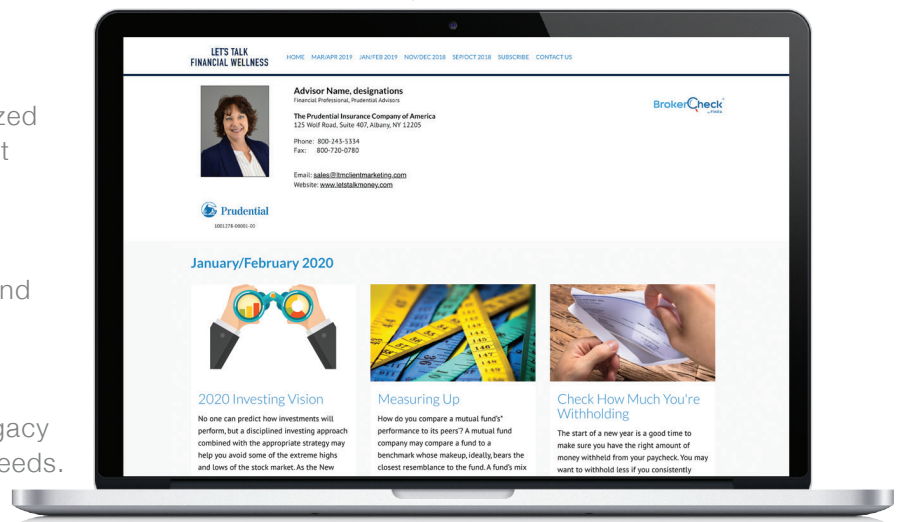 zed
t
nd
gacy
eeds.
LET'S TALK
FINANCIAL WELLNESS
HOME MAR/APR 2019 JAN/FEB 2019 NOV/DEC 2018 SEP/OCT 2018 SUBSCRIBE CONTACT US
Advisor Name, designations
Financial Professional, Prudential Advisors
The Prudential Insurance Company of America
125 Wolf Road, Suite 407, Albany, NY 12205
Phone: 800-243-5334
Fax: 800-720-0780
Email: sales@ltmclientmarketing.com
Website: www.letstalkmoney.com
BrokerCheck
by FINRA
Prudential
1001278-00001-00
January/February 2020
2020 Investing Vision
No one can predict how investments will
perform, but a disciplined investing approach
combined with the appropriate strategy may
help you avoid some of the extreme highs
and lows of the stock market. As the New
Measuring Up
How do you compare a mutual fund's*
performance to its peers'? A mutual fund
company may compare a fund to a
benchmark whose makeup, ideally, bears the
closest resemblance to the fund. A fund's mix
Check How Much You're
Withholding
The start of a new year is a good time to
make sure you have the right amount of
money withheld from your paycheck. You may
want to withhold less if you consistently